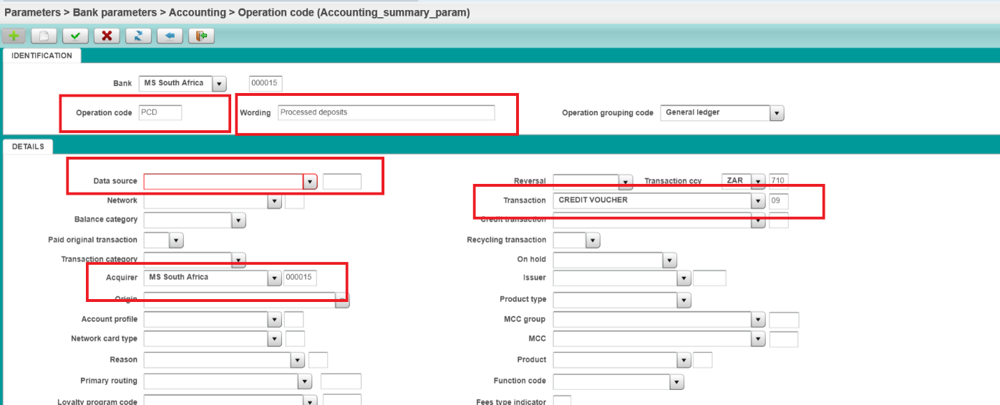 Parameters > Bank parameters > Accounting > Operation code (Accounting_summary_param)
IDENTIFICATION
Bank MS South Africa 000015
Operation code PCD Wording Processed deposits Operation grouping code General ledger
DETAILS
Data source Reversal Transaction ccy ZAR 710
Network Transaction CREDIT VOUCHER 09
Balance category Credit transaction
Paid original transaction Recycling transaction
Transaction category On hold
Acquirer MS South Africa 000015 Issuer
Origin Product type
Account profile MCC group
Network card type MCC
Reason Product
Primary routing Function code
Loyalty program code Fees type indicator